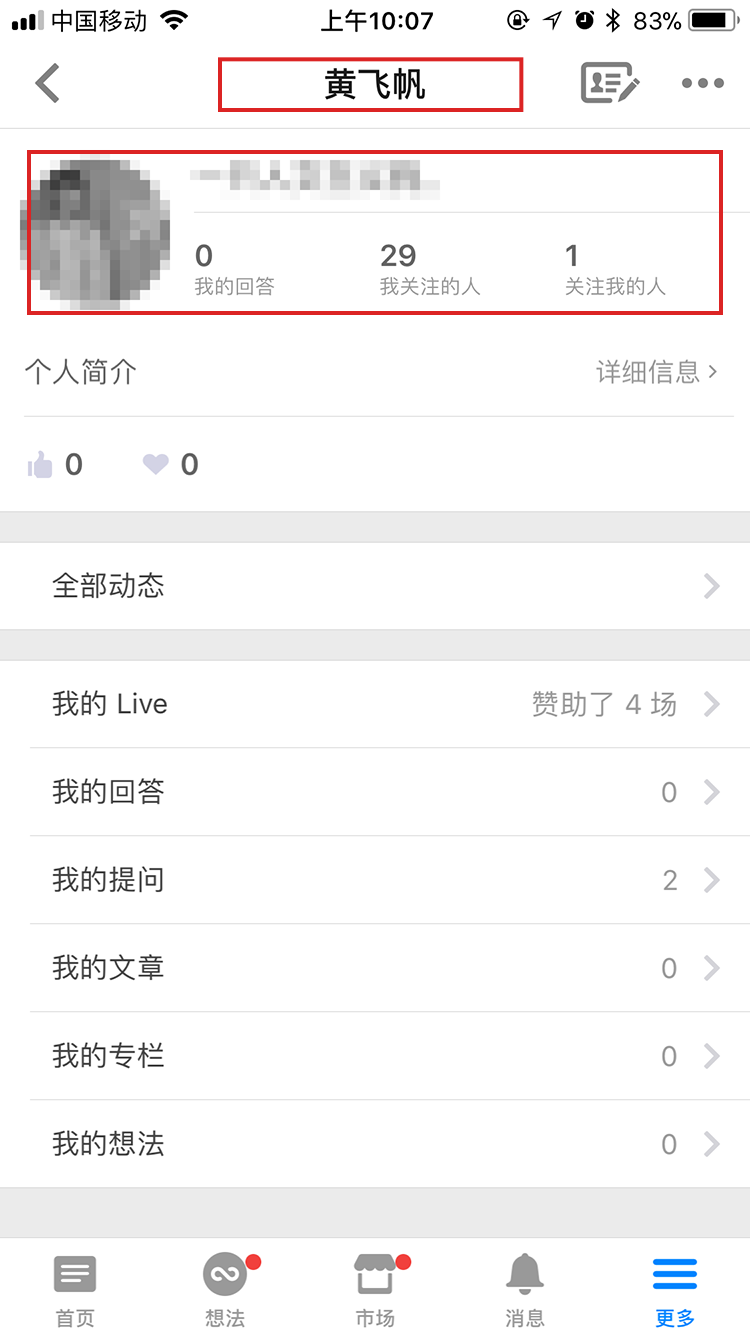 中国移动 上午10:07 83%
黄飞帆
0 29 1
我的回答 我关注的人 关注我的人
个人简介 详细信息
0 0
全部动态
我的 Live 赞助了 4 场
我的回答 0
我的提问 2
我的文章 0
我的专栏 0
我的想法 0
首页 想法 市场 消息 更多